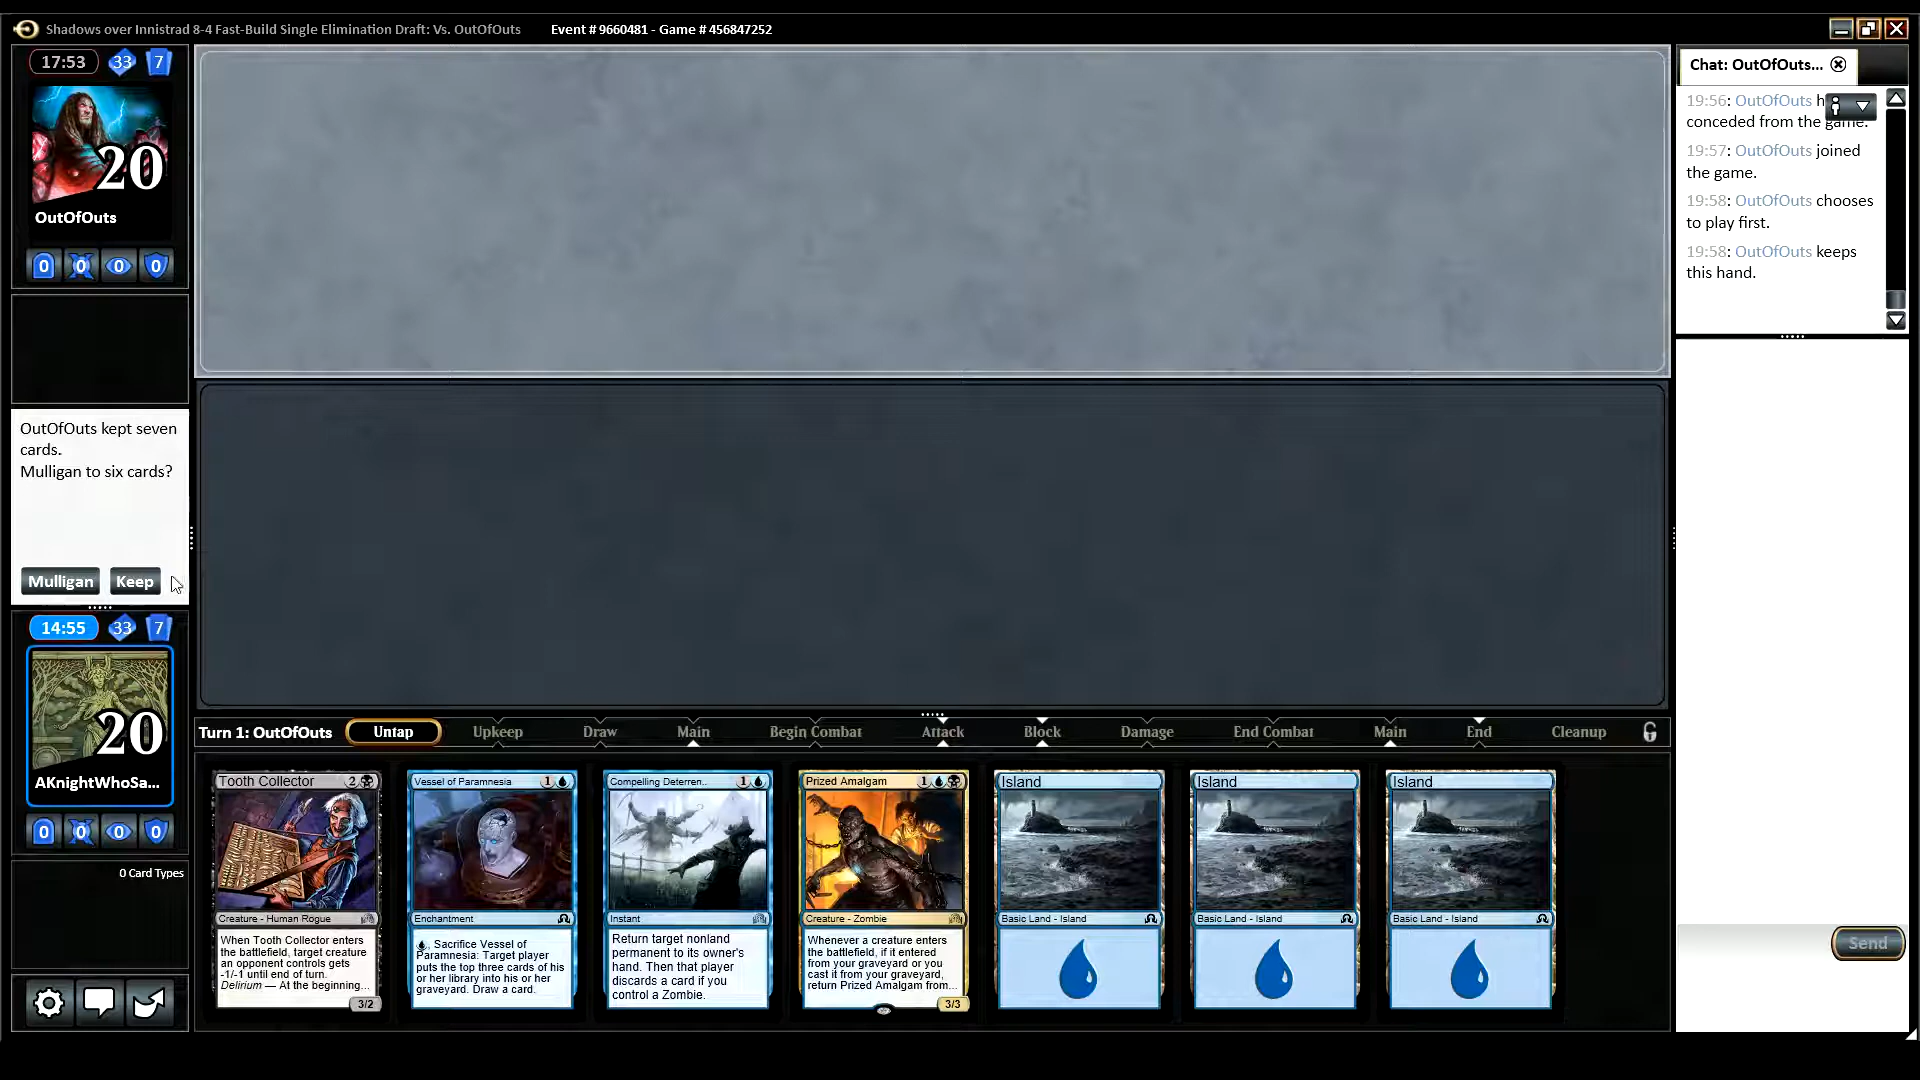 Shadows over Innistrad 8-4 Fast-Build Single Elimination Draft: Vs. OutOfOuts
Event # 9660481 - Game # 456847252
17:53
33
7
20
OutOfOuts
0
0
0
0
OutOfOuts kept seven
cards.
Mulligan to six cards?
Mulligan
Keep
14:55
33
7
20
AKnightWhoSa...
0
0
0
0
0 Card Types
Chat: OutOfOuts...
19:56: OutOfOuts h
conceded from the game.
19:57: OutOfOuts joined
the game.
19:58: OutOfOuts chooses
to play first.
19:58: OutOfOuts keeps
this hand.
Send
Turn 1: OutOfOuts
Untap
Upkeep
Draw
Main
Begin Combat
Attack
Block
Damage
End Combat
Main
End
Cleanup
Tooth Collector
2
Creature - Human Rogue
When Tooth Collector enters
the battlefield, target creature
an opponent controls gets
-1/-1 until end of turn.
Delirium — At the beginning...
3/2
Vessel of Paramnesia
1
Enchantment
, Sacrifice Vessel of
Paramnesia: Target player
puts the top three cards of his
or her library into his or her
graveyard. Draw a card.
Compelling Deterren..
1
Instant
Return target nonland
permanent to its owner's
hand. Then that player
discards a card if you
control a Zombie.
Prized Amalgam
1
Creature - Zombie
Whenever a creature enters
the battlefield, if it entered
from your graveyard or you
cast it from your graveyard,
return Prized Amalgam from...
3/3
Island
Basic Land - Island
Island
Basic Land - Island
Island
Basic Land - Island